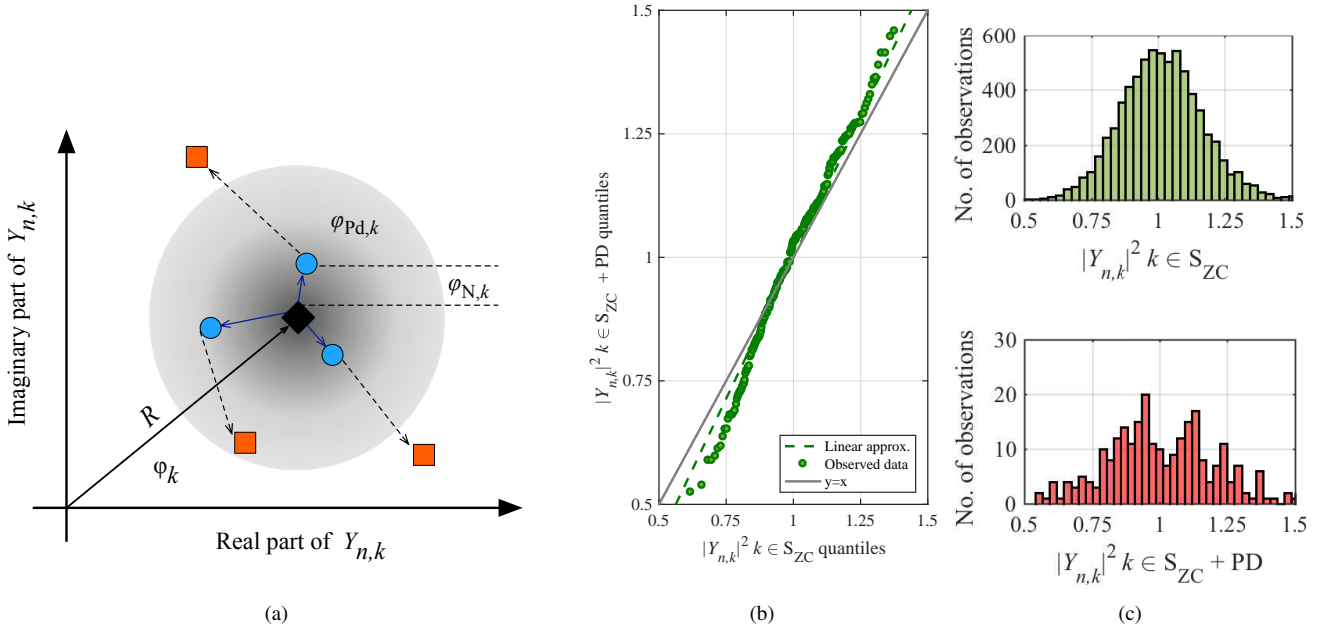 Imaginary part of Y_{n,k}
φ_{Pd,k}
φ_{N,k}
R
φ_k
Real part of Y_{n,k}
(a)
1.5
1.25
1
0.75
0.5
|Y_{n,k}|^2 k ∈ S_{ZC} + PD quantiles
Linear approx.
Observed data
y=x
0.5 0.75 1 1.25 1.5
|Y_{n,k}|^2 k ∈ S_{ZC} quantiles
(b)
600
400
200
0
No. of observations
0.5 0.75 1 1.25 1.5
|Y_{n,k}|^2 k ∈ S_{ZC}
30
20
10
0
No. of observations
0.5 0.75 1 1.25 1.5
|Y_{n,k}|^2 k ∈ S_{ZC} + PD
(c)